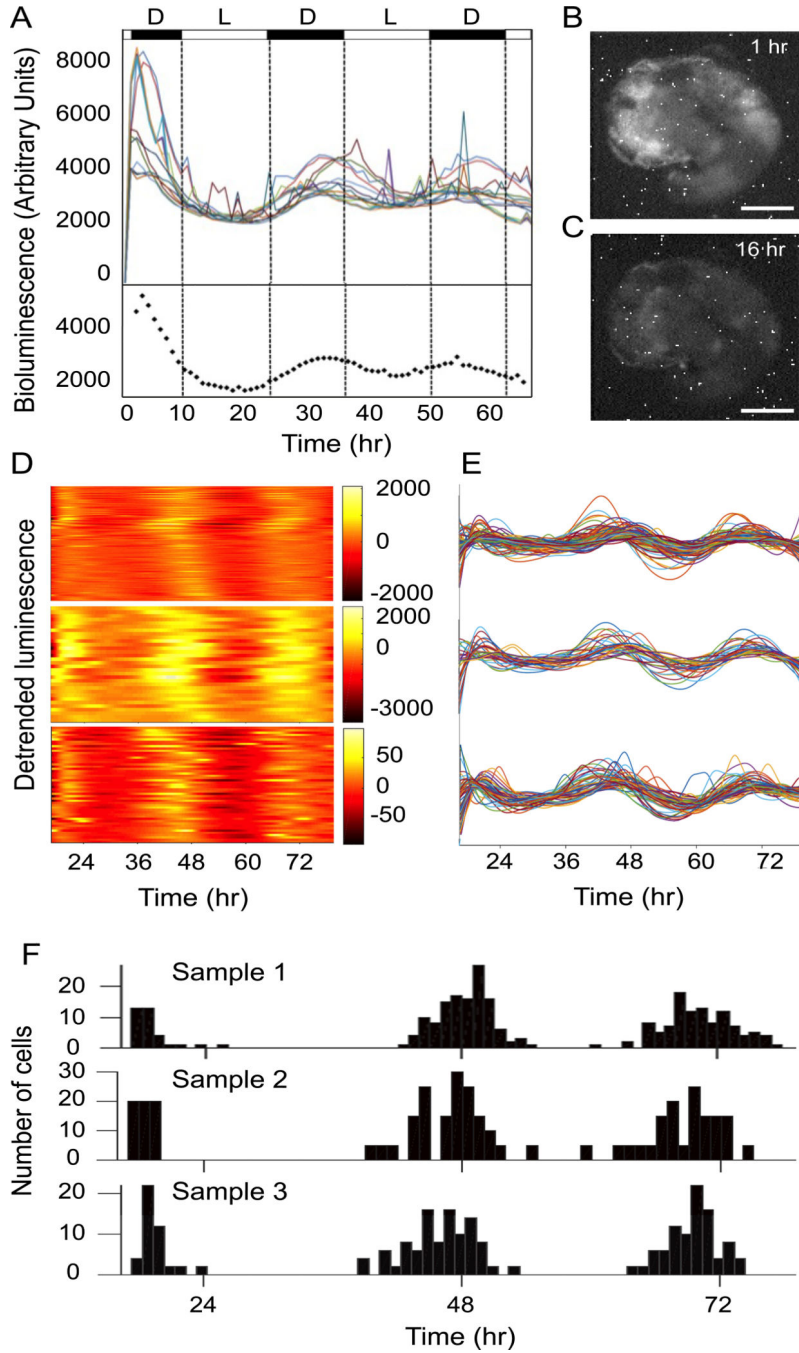 A
D L D L D
8000
6000
4000
2000
0
4000
2000
Bioluminescence (Arbitrary Units)
0 10 20 30 40 50 60
Time (hr)
B
1 hr
C
16 hr
D
Detrended luminescence
2000
0
-2000
2000
0
-3000
50
0
-50
24 36 48 60 72
Time (hr)
E
24 36 48 60 72
Time (hr)
F
Number of cells
Sample 1
20
10
0
Sample 2
30
20
10
0
Sample 3
20
10
0
24 48 72
Time (hr)